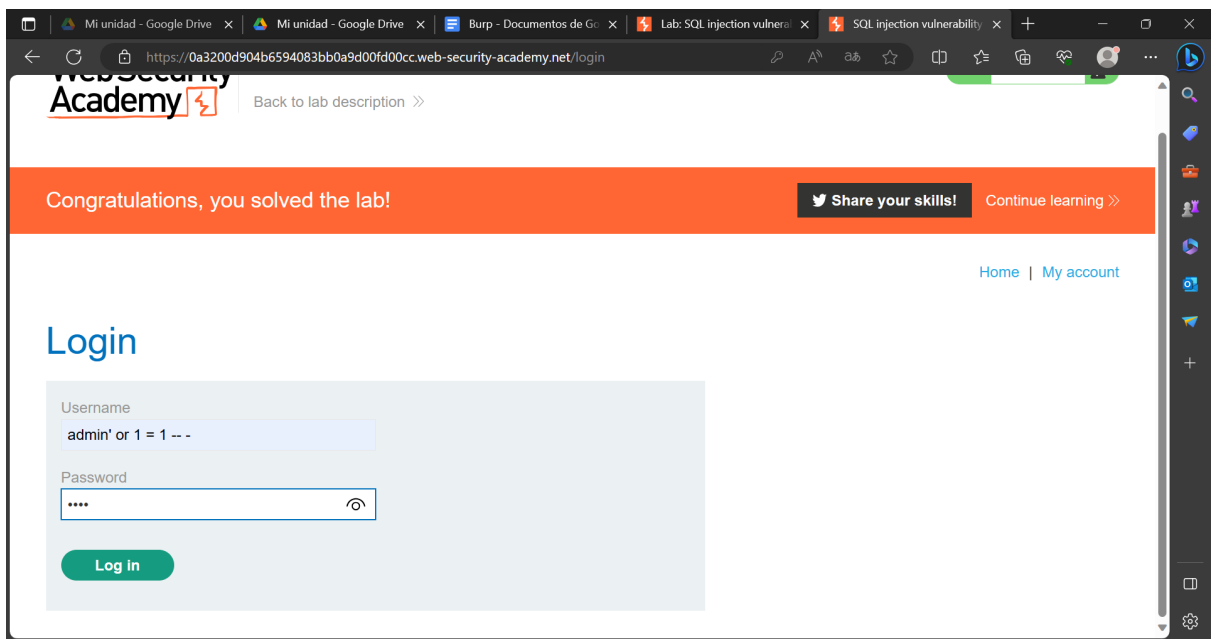 Mi unidad - Google Drive
Mi unidad - Google Drive
Burp - Documentos de Go
Lab: SQL injection vulneral
SQL injection vulnerability
https://0a3200d904b6594083bb0a9d00fd00cc.web-security-academy.net/login
WebSecurity
Academy
Back to lab description
Congratulations, you solved the lab!
Share your skills!
Continue learning
Home | My account
Login
Username
admin' or 1 = 1 -- -
Password
••••
Log in